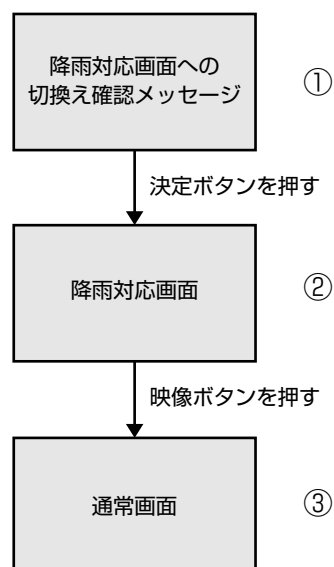 降雨対応画面への
切換え確認メッセージ
①
決定ボタンを押す
降雨対応画面
②
映像ボタンを押す
通常画面
③